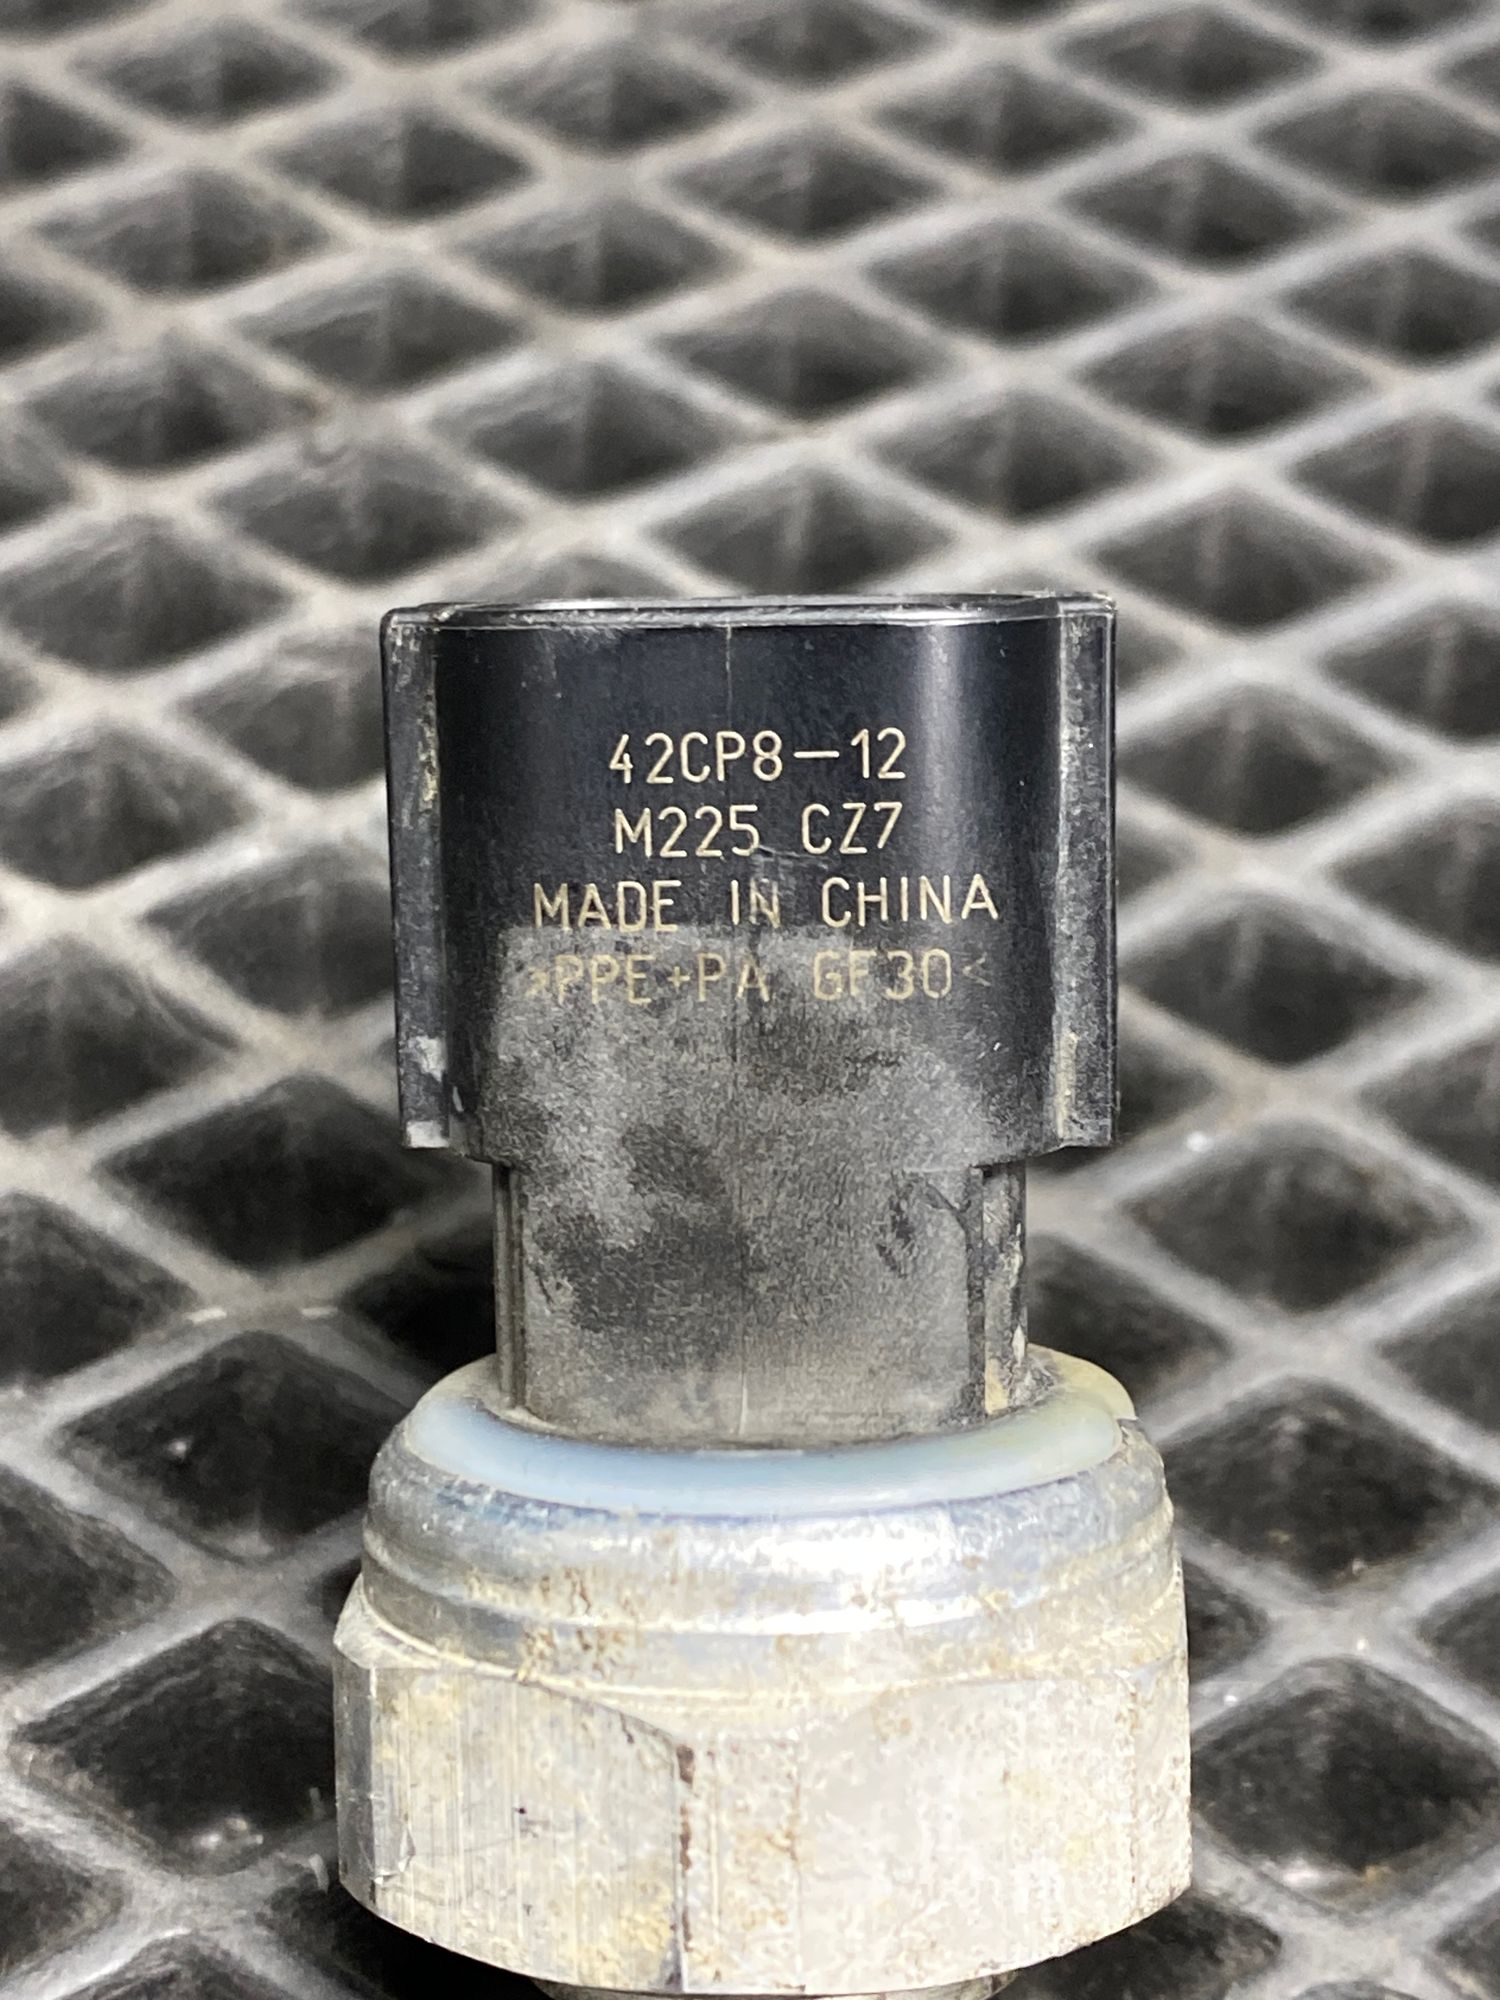 42CP8-12
M225 CZ7
MADE IN CHINA
>PPE+PA GF30<